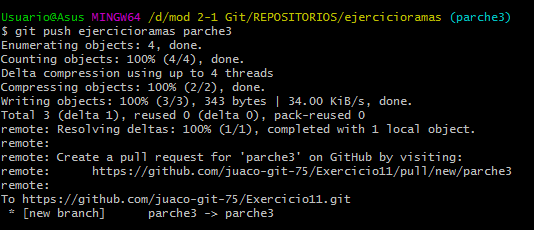 Usuario@Asus MINGW64 /d/mod 2-1 Git/REPOSITORIOS/ejercicioramas (parche3)
$ git push ejercicioramas parche3
Enumerating objects: 4, done.
Counting objects: 100% (4/4), done.
Delta compression using up to 4 threads
Compressing objects: 100% (2/2), done.
Writing objects: 100% (3/3), 343 bytes | 34.00 KiB/s, done.
Total 3 (delta 1), reused 0 (delta 0), pack-reused 0
remote: Resolving deltas: 100% (1/1), completed with 1 local object.
remote:
remote: Create a pull request for 'parche3' on GitHub by visiting:
remote:      https://github.com/juaco-git-75/Exercicio11/pull/new/parche3
remote:
To https://github.com/juaco-git-75/Exercicio11.git
 * [new branch]      parche3 -> parche3